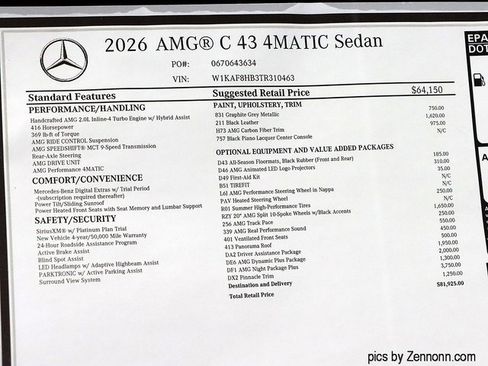 2026 AMG® C 43 4MATIC Sedan
PO#: 0670643634
VIN: W1KAF8HB3TR310463
EPA
DOT
Standard Features
PERFORMANCE/HANDLING
Handcrafted AMG 2.0L Inline-4 Turbo Engine w/ Hybrid Assist
416 Horsepower
369 lb-ft of Torque
AMG RIDE CONTROL Suspension
AMG SPEEDSHIFT® MCT 9-Speed Transmission
Rear-Axle Steering
AMG DRIVE UNIT
AMG Performance 4MATIC
COMFORT/CONVENIENCE
Mercedes-Benz Digital Extras w/ Trial Period
-(subscription required thereafter)
Power Tilt/Sliding Sunroof
Power Heated Front Seats with Seat Memory and Lumbar Support
SAFETY/SECURITY
SiriusXM® w/ Platinum Plan Trial
New Vehicle 4-year/50,000 Mile Warranty
24-Hour Roadside Assistance Program
Active Brake Assist
Blind Spot Assist
LED Headlamps w/ Adaptive Highbeam Assist
PARKTRONIC w/ Active Parking Assist
Surround View System
Suggested Retail Price $64,150
PAINT, UPHOLSTERY, TRIM
831 Graphite Grey Metallic 750.00
211 Black Leather 1,620.00
H73 AMG Carbon Fiber Trim 975.00
757 Black Piano Lacquer Center Console N/C
OPTIONAL EQUIPMENT AND VALUE ADDED PACKAGES
D43 All-Season Floormats, Black Rubber (Front and Rear) 185.00
D46 AMG Animated LED Logo Projectors 310.00
D49 First-Aid Kit 35.00
B51 TIREFIT N/C
L6J AMG Performance Steering Wheel in Nappa N/C
PAV Heated Steering Wheel 250.00
R01 Summer High-Performance Tires N/C
RZY 20" AMG Split 10-Spoke Wheels w/Black Accents 1,650.00
256 AMG Track Pace 250.00
339 AMG Real Performance Sound 550.00
401 Ventilated Front Seats 450.00
413 Panorama Roof 500.00
DA2 Driver Assistance Package 1,950.00
DE6 AMG Dynamic Plus Package 2,000.00
DF1 AMG Night Package Plus 1,300.00
DX2 Pinnacle Trim 3,750.00
Destination and Delivery 1,250.00
Total Retail Price $81,925.00
pics by Zennonn.com